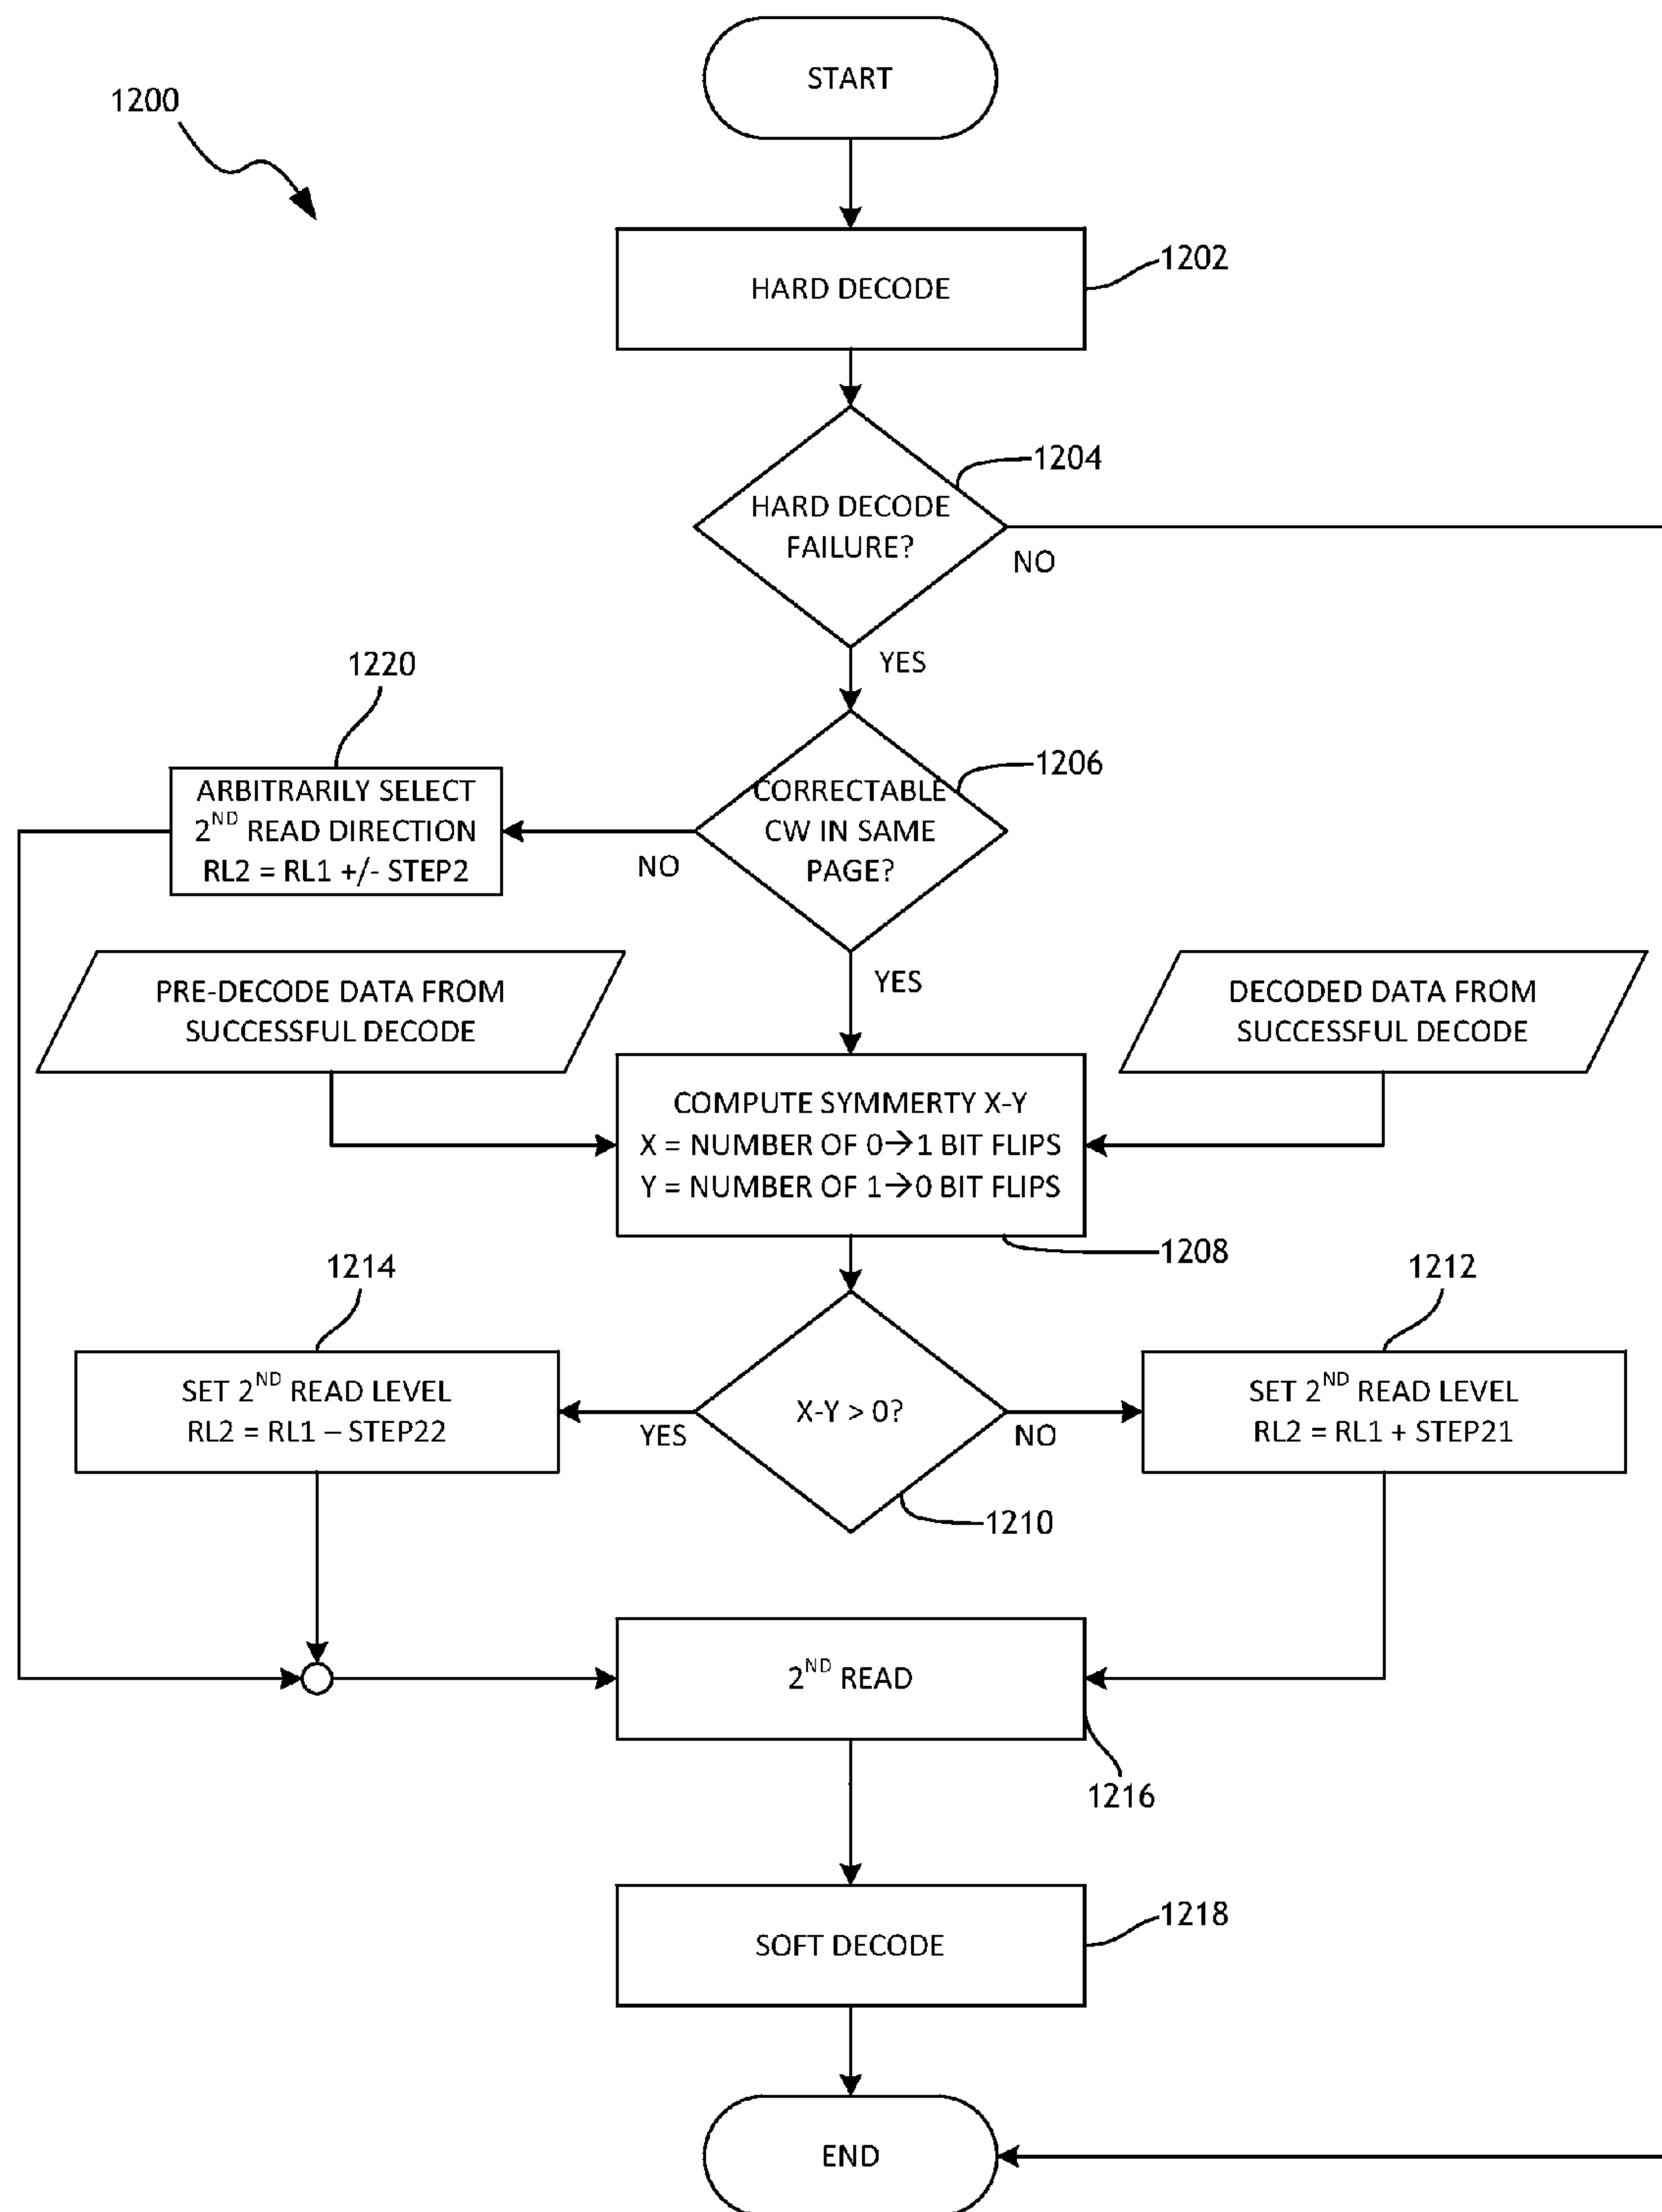 START
1200
HARD DECODE
1202
1204
HARD DECODE
FAILURE?
NO
YES
1220
1206
ARBITRARILY SELECT
2ND READ DIRECTION
RL2 = RL1 +/- STEP2
CORRECTABLE
CW IN SAME
PAGE?
NO
YES
PRE-DECODE DATA FROM
SUCCESSFUL DECODE
DECODED DATA FROM
SUCCESSFUL DECODE
COMPUTE SYMMERTY X-Y
X = NUMBER OF 0→1 BIT FLIPS
Y = NUMBER OF 1→0 BIT FLIPS
1208
1214
1212
SET 2ND READ LEVEL
RL2 = RL1 – STEP22
X-Y > 0?
YES
NO
SET 2ND READ LEVEL
RL2 = RL1 + STEP21
1210
2ND READ
1216
SOFT DECODE
1218
END